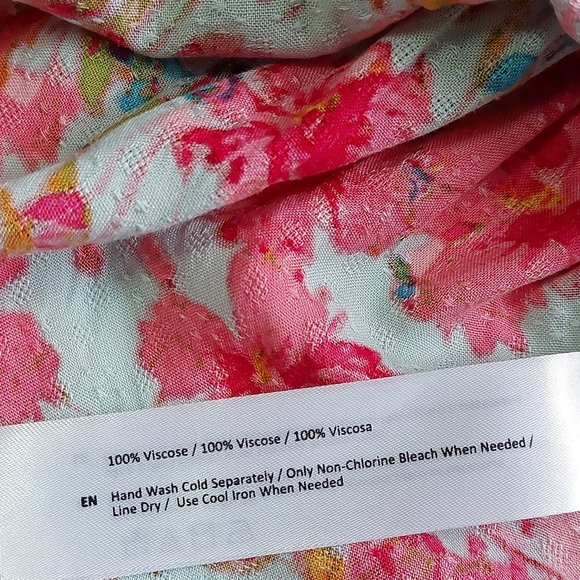 100% Viscose / 100% Viscose / 100% Viscosa
EN Hand Wash Cold Separately / Only Non-Chlorine Bleach When Needed /
Line Dry / Use Cool Iron When Needed